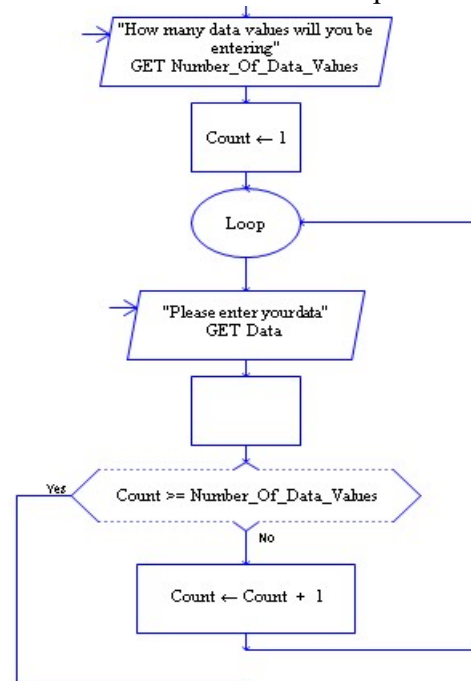 "How many data values will you be
entering"
GET Number_Of_Data_Values
Count ← 1
Loop
"Please enter yourdata"
GET Data
Yes
Count >= Number_Of_Data_Values
No
Count ← Count + 1